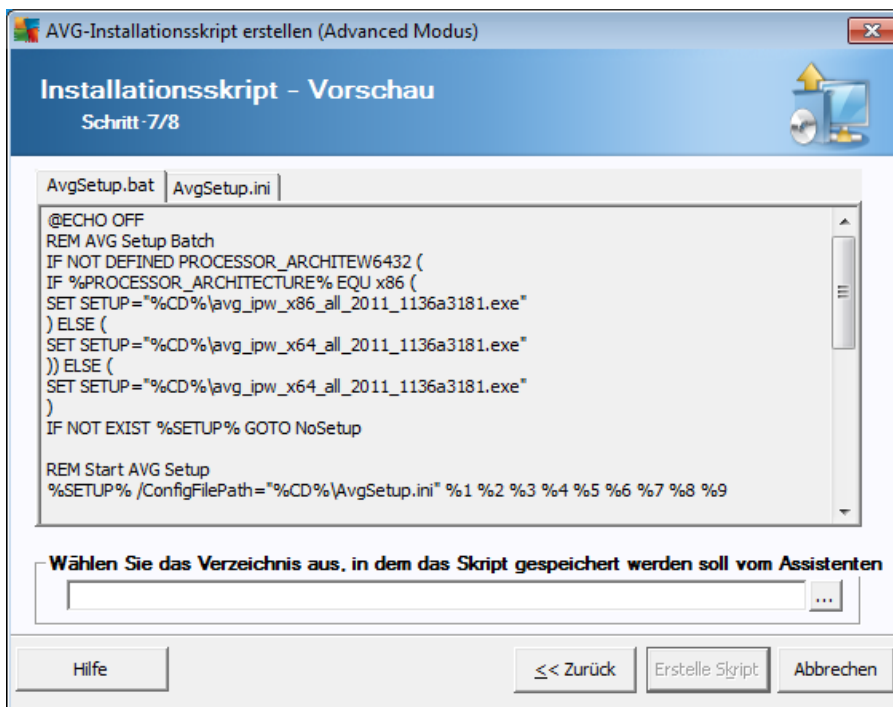 AVG-Installationsskript erstellen (Advanced Modus)
Installationsskript - Vorschau
Schritt-7/8
AvgSetup.bat
AvgSetup.ini
@ECHO OFF
REM AVG Setup Batch
IF NOT DEFINED PROCESSOR_ARCHITEW6432 (
IF %PROCESSOR_ARCHITECTURE% EQU x86 (
SET SETUP="%CD%\avg_ipw_x86_all_2011_1136a3181.exe"
) ELSE (
SET SETUP="%CD%\avg_ipw_x64_all_2011_1136a3181.exe"
)) ELSE (
SET SETUP="%CD%\avg_ipw_x64_all_2011_1136a3181.exe"
)
IF NOT EXIST %SETUP% GOTO NoSetup
REM Start AVG Setup
%SETUP% /ConfigFilePath="%CD%\AvgSetup.ini" %1 %2 %3 %4 %5 %6 %7 %8 %9
Wählen Sie das Verzeichnis aus, in dem das Skript gespeichert werden soll vom Assistenten
...
Hilfe
<< Zurück
Erstelle Skript
Abbrechen